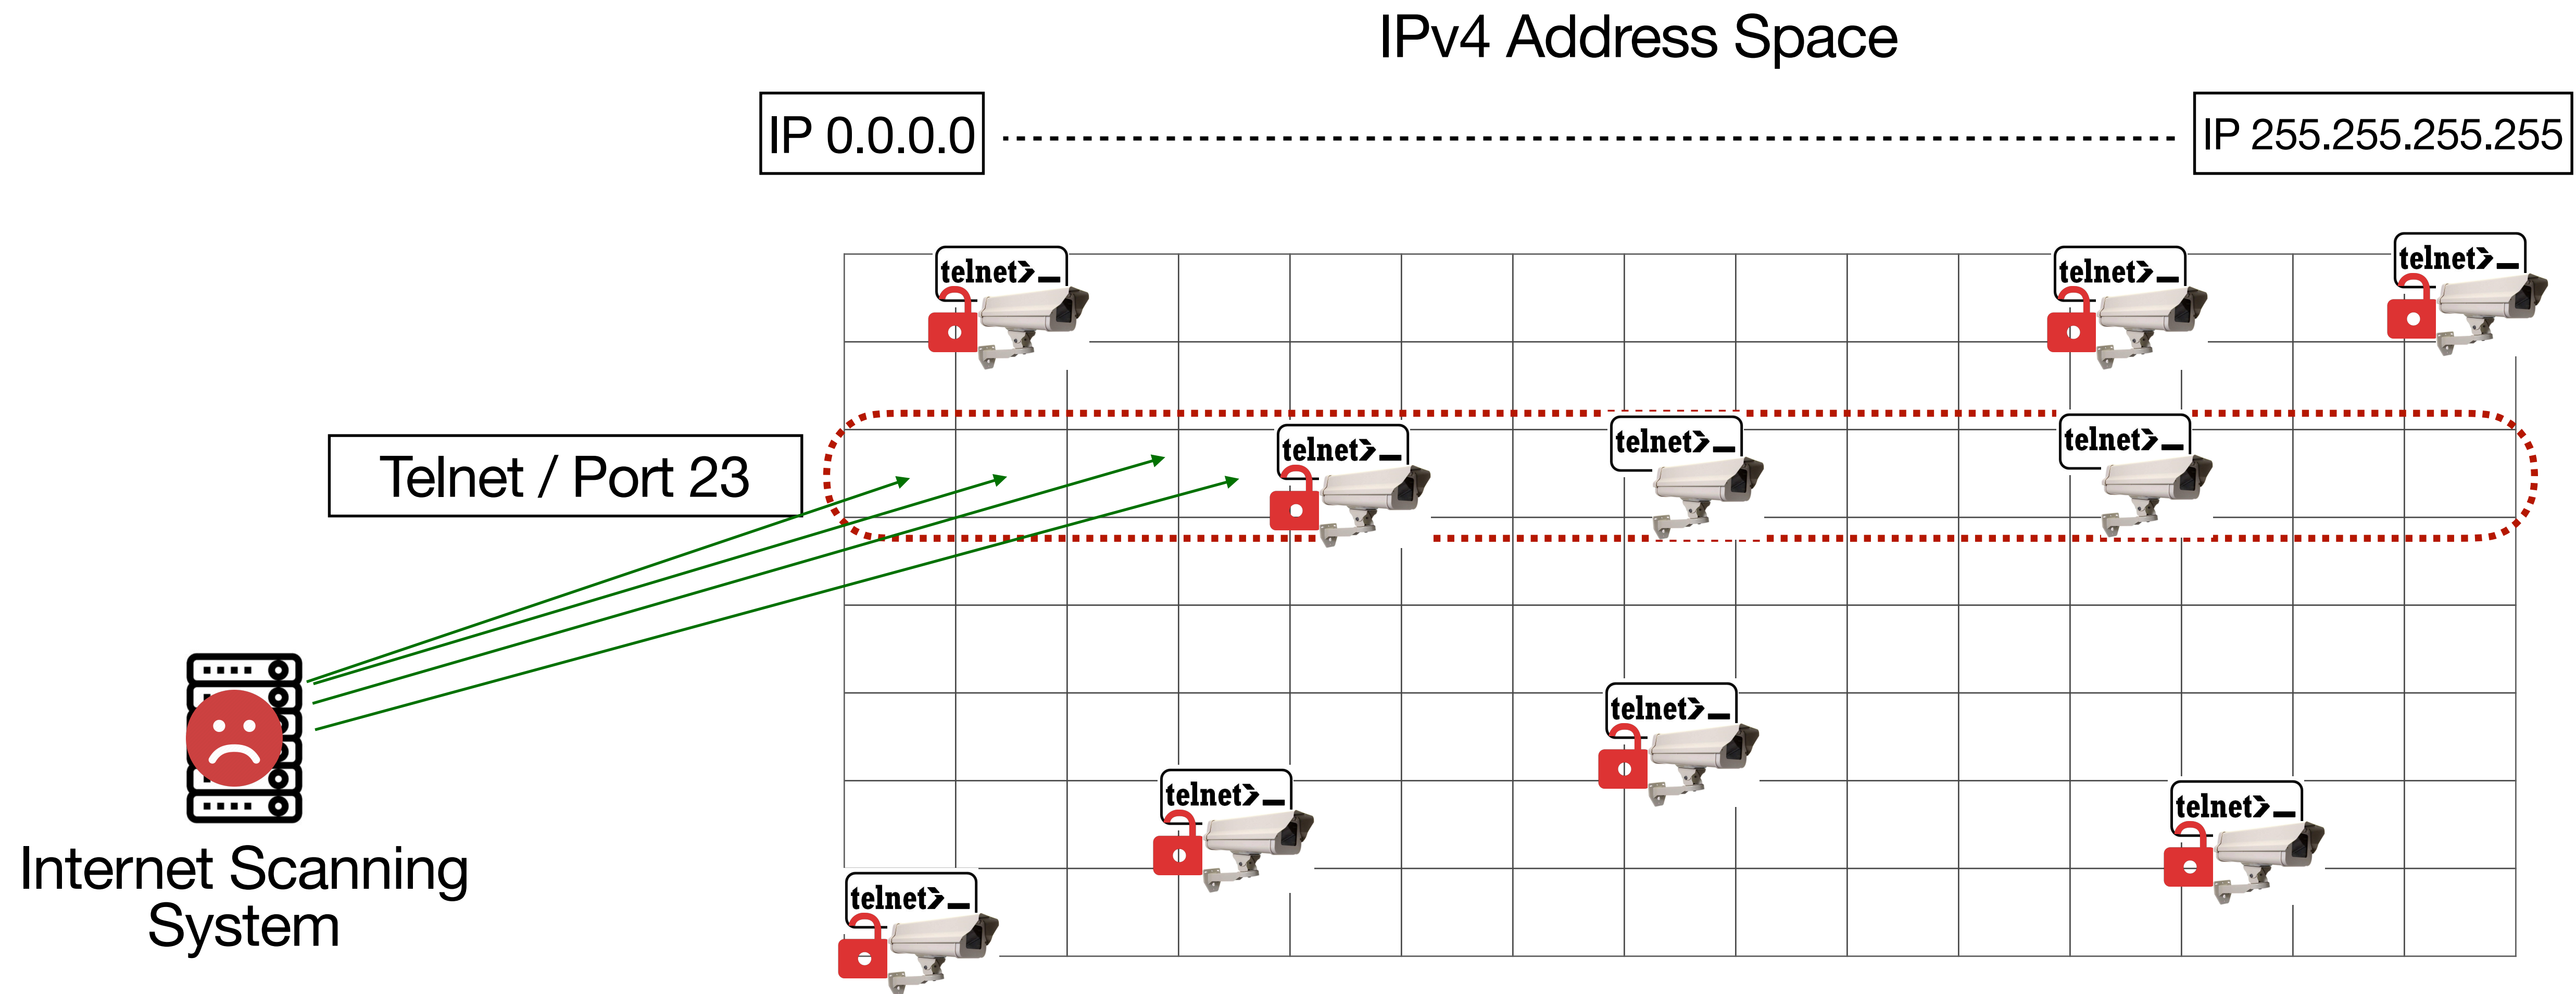 IPv4 Address Space
IP 0.0.0.0
IP 255.255.255.255
telnet>_
telnet>_
telnet>_
Telnet / Port 23
telnet>_
telnet>_
telnet>_
telnet>_
telnet>_
telnet>_
telnet>_
Internet Scanning
System